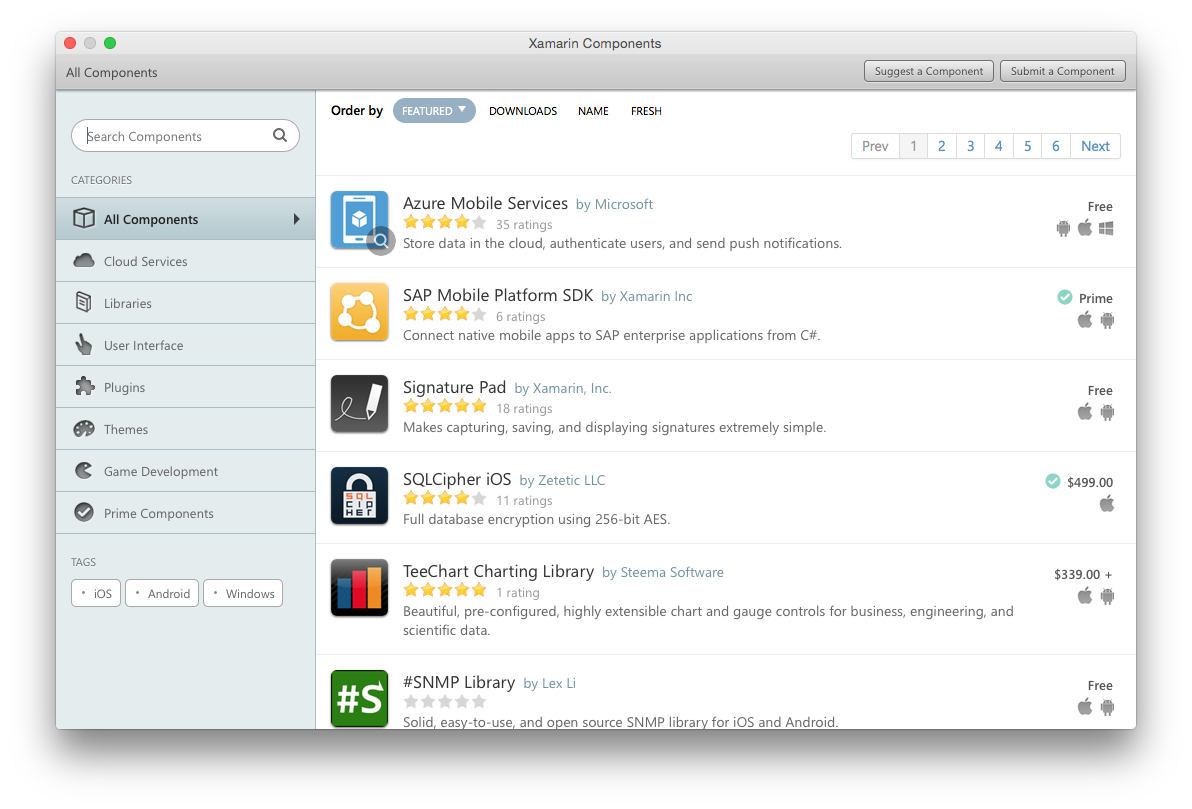 Xamarin Components
All Components
Suggest a Component
Submit a Component
Search Components
CATEGORIES
All Components
Cloud Services
Libraries
User Interface
Plugins
Themes
Game Development
Prime Components
TAGS
• iOS
• Android
• Windows
Order by FEATURED DOWNLOADS NAME FRESH
Prev 1 2 3 4 5 6 Next
Azure Mobile Services by Microsoft
35 ratings
Store data in the cloud, authenticate users, and send push notifications.
Free
SAP Mobile Platform SDK by Xamarin Inc
6 ratings
Connect native mobile apps to SAP enterprise applications from C#.
Prime
Signature Pad by Xamarin, Inc.
18 ratings
Makes capturing, saving, and displaying signatures extremely simple.
Free
SQL
CIP
HER
SQLCipher iOS by Zetetic LLC
11 ratings
Full database encryption using 256-bit AES.
$499.00
TeeChart Charting Library by Steema Software
1 rating
Beautiful, pre-configured, highly extensible chart and gauge controls for business, engineering, and
scientific data.
$339.00 +
#S
#SNMP Library by Lex Li
Solid, easy-to-use, and open source SNMP library for iOS and Android.
Free